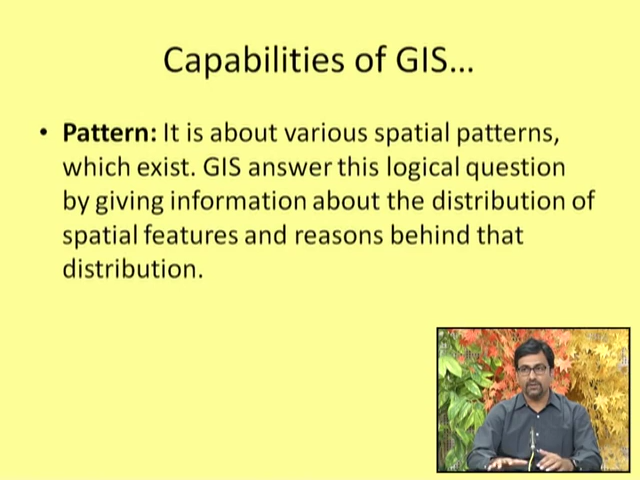 Capabilities of GIS...
• Pattern: It is about various spatial patterns,
which exist. GIS answer this logical question
by giving information about the distribution of
spatial features and reasons behind that
distribution.